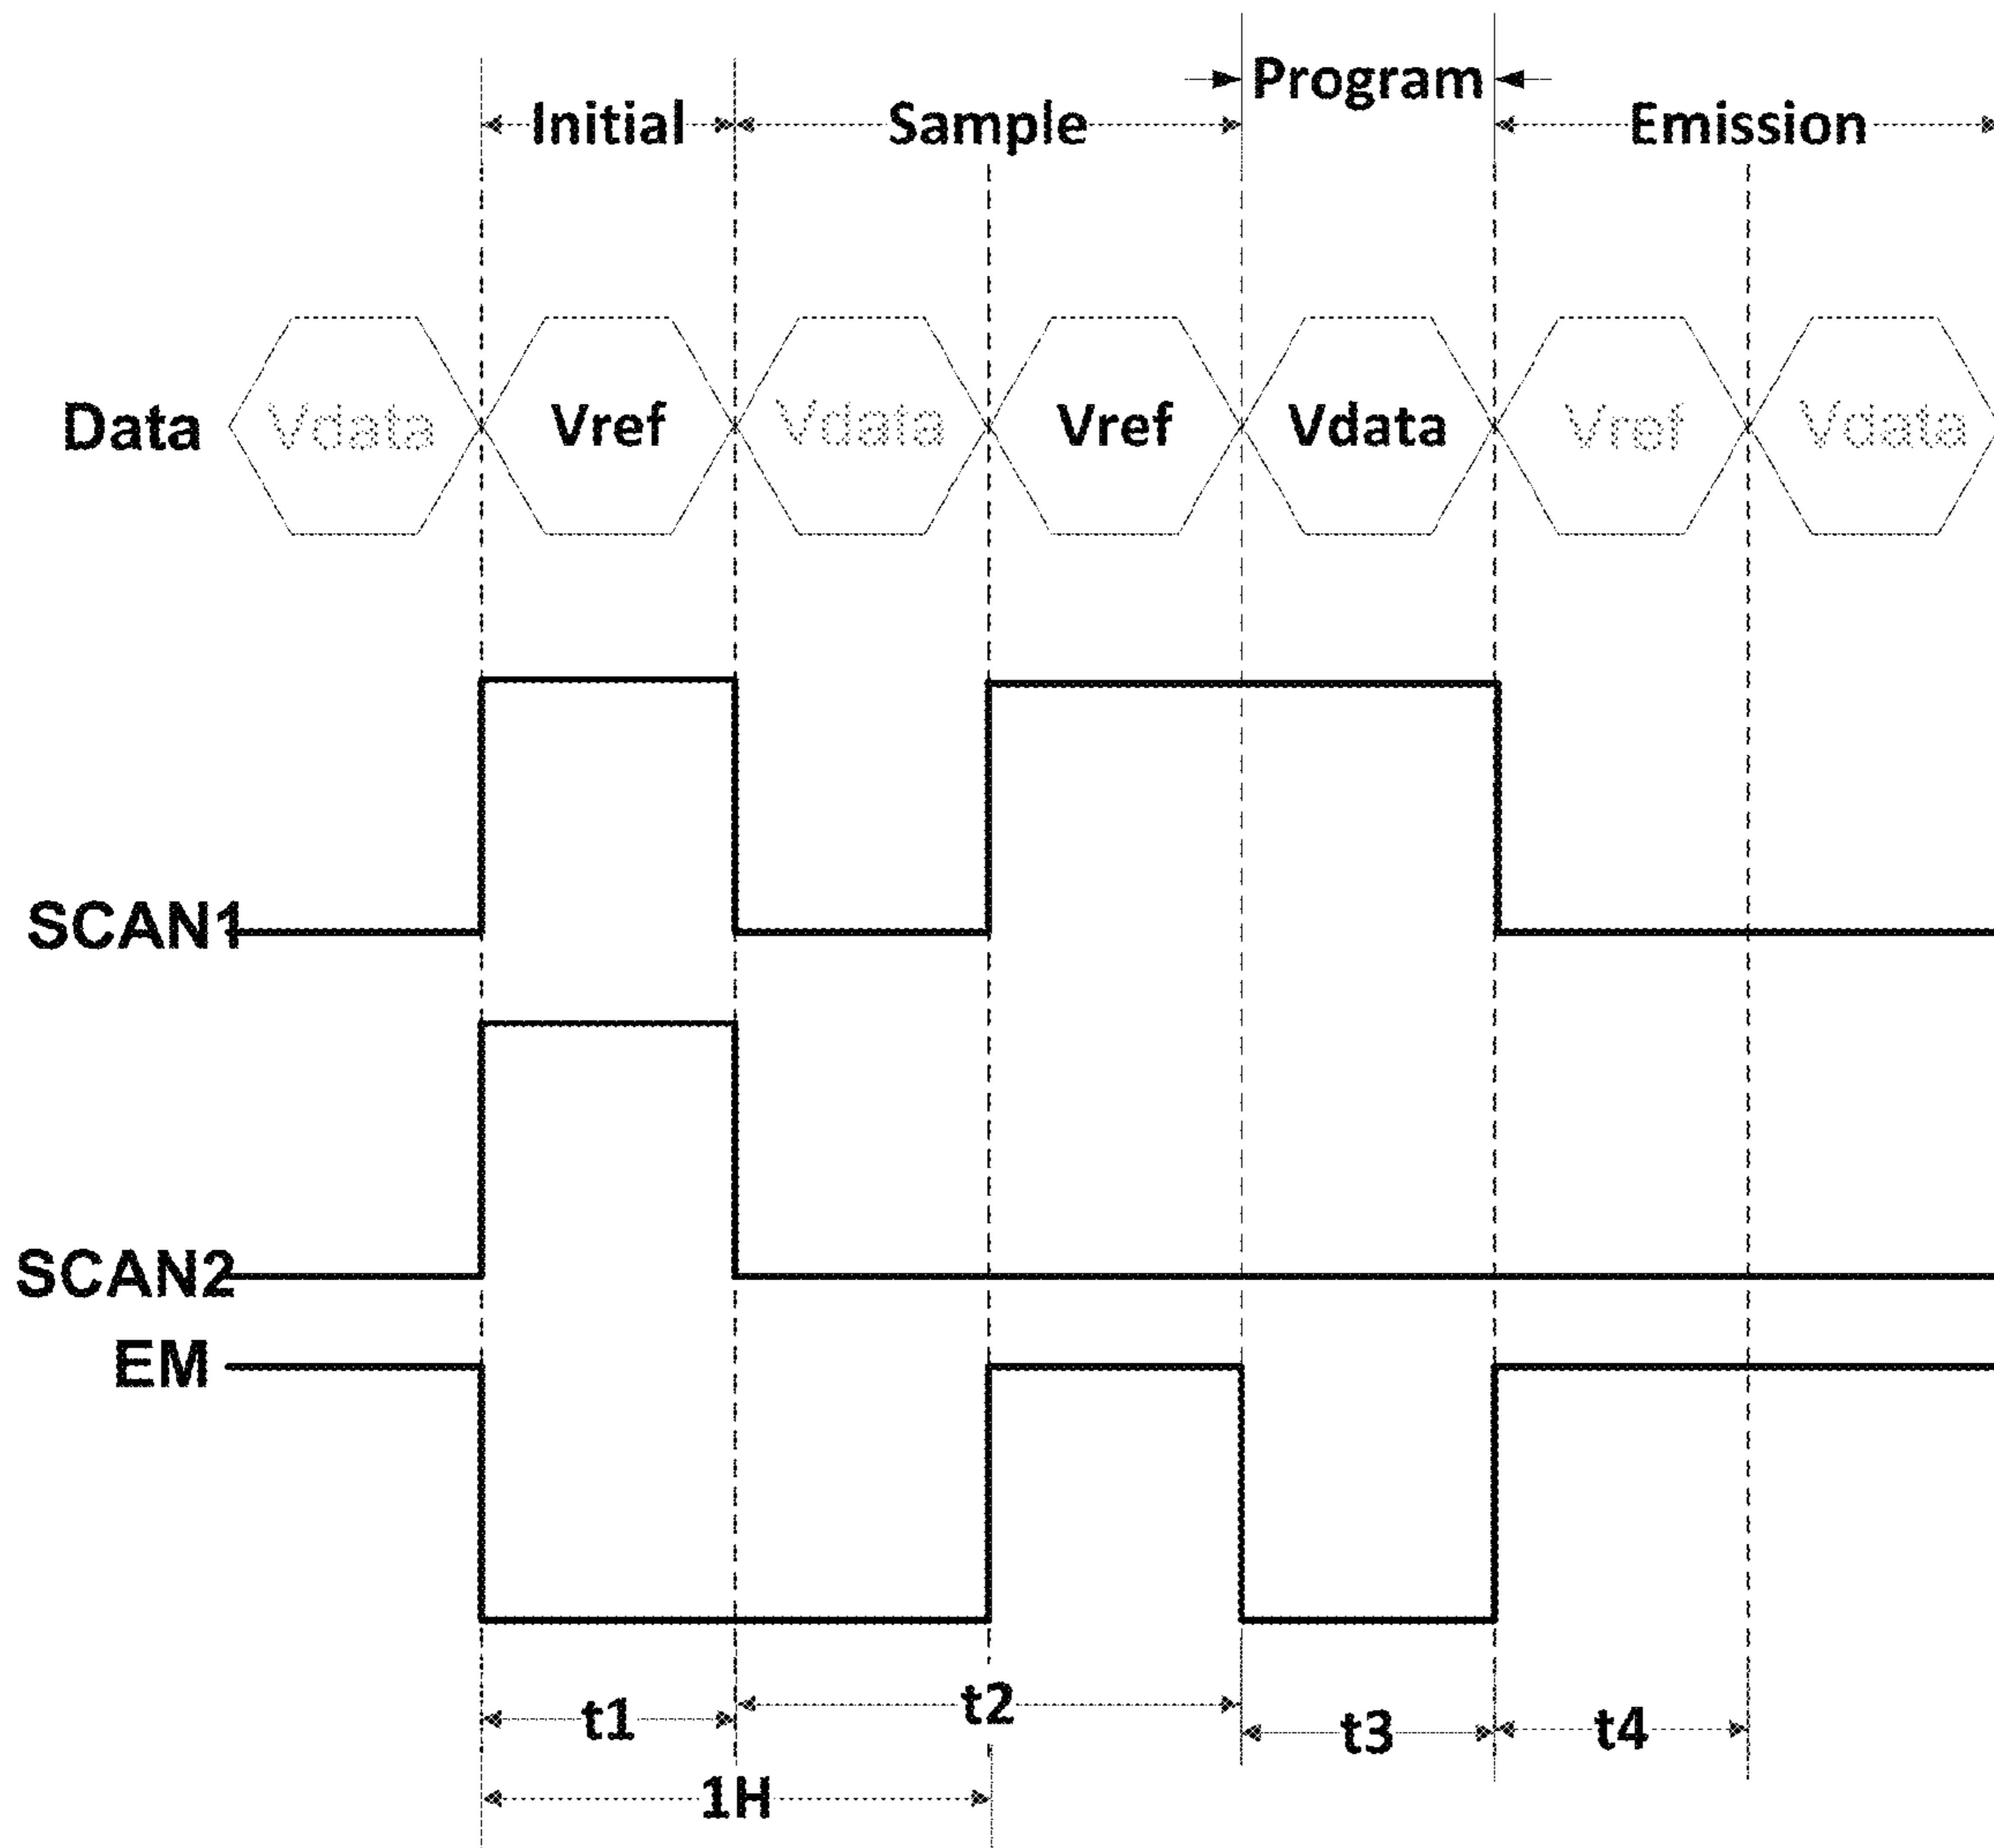 Program
Initial Sample Emission
Data Vdata Vref Vdata Vref Vdata Vref Vdata
SCAN1
SCAN2
EM
t1 t2 t3 t4
1H